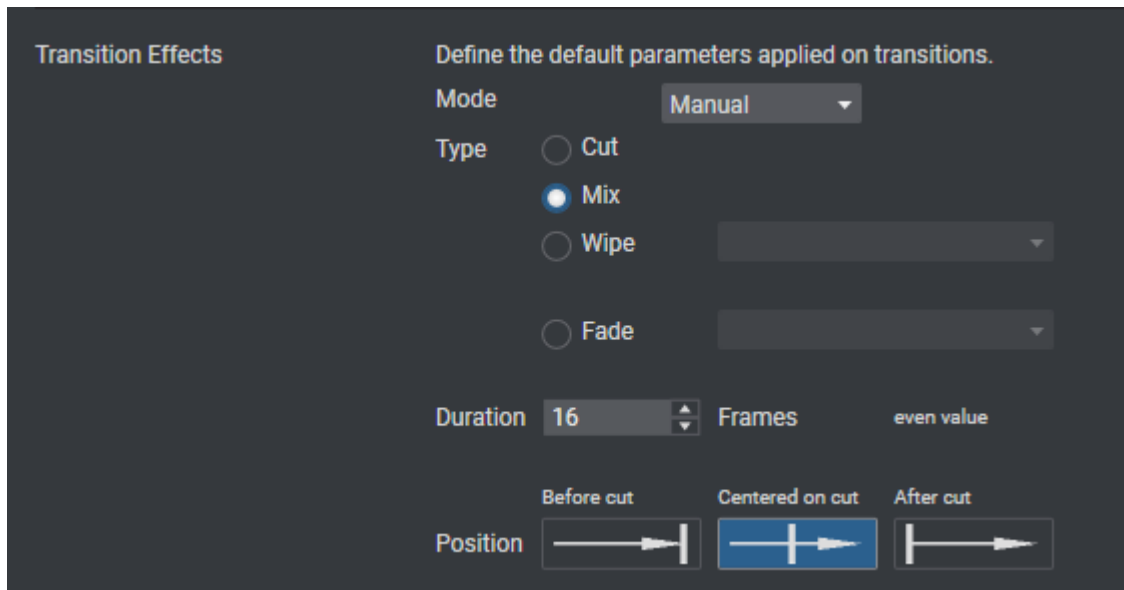 Transition Effects
Define the default parameters applied on transitions.
Mode
Manual
Type
Cut
Mix
Wipe
Fade
Duration
16
Frames
even value
Before cut
Centered on cut
After cut
Position